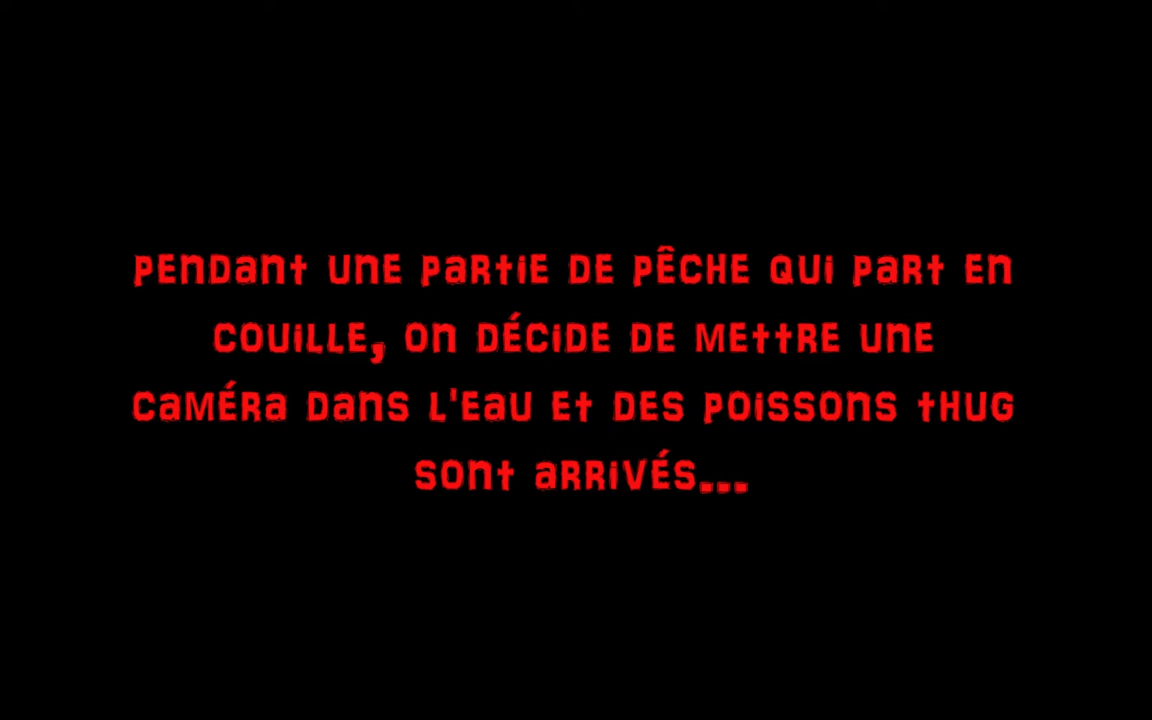 Pendant une partie de pêche qui part en
couille, on décide de mettre une
caméra dans l'eau et des poissons thug
sont arrivés...